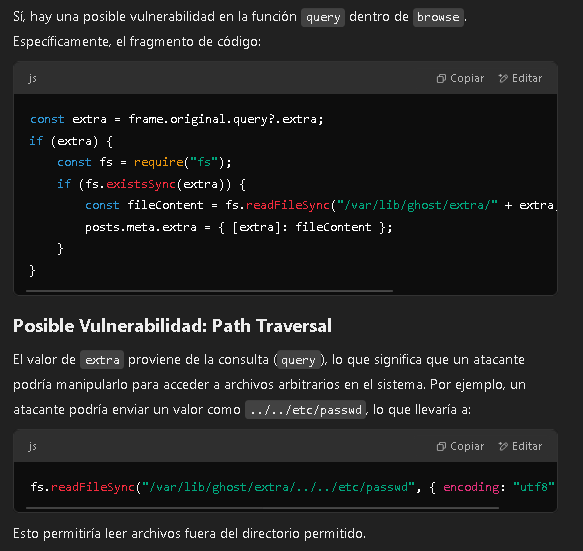 Sí, hay una posible vulnerabilidad en la función query dentro de browse.
Específicamente, el fragmento de código:
js
Copiar
Editar
const extra = frame.original.query?.extra;
if (extra) {
const fs = require("fs");
if (fs.existsSync(extra)) {
const fileContent = fs.readFileSync("/var/lib/ghost/extra/" + extra,
posts.meta.extra = { [extra]: fileContent };
}
}
Posible Vulnerabilidad: Path Traversal
El valor de extra proviene de la consulta (query), lo que significa que un atacante
podría manipularlo para acceder a archivos arbitrarios en el sistema. Por ejemplo, un
atacante podría enviar un valor como ../../etc/passwd, lo que llevaría a:
js
Copiar
Editar
fs.readFileSync("/var/lib/ghost/extra/../../etc/passwd", { encoding: "utf8"
Esto permitiría leer archivos fuera del directorio permitido.